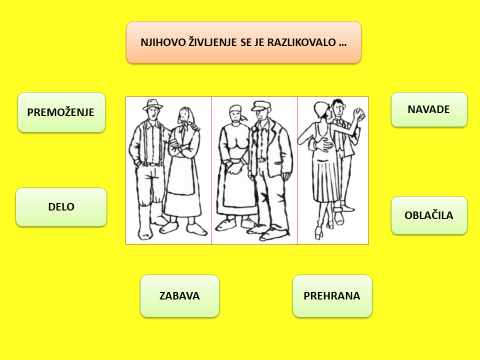 NJIHOVO ŽIVLJENJE SE JE RAZLIKOVALO ...
PREMOŽENJE
NAVADE
DELO
OBLAČILA
ZABAVA
PREHRANA